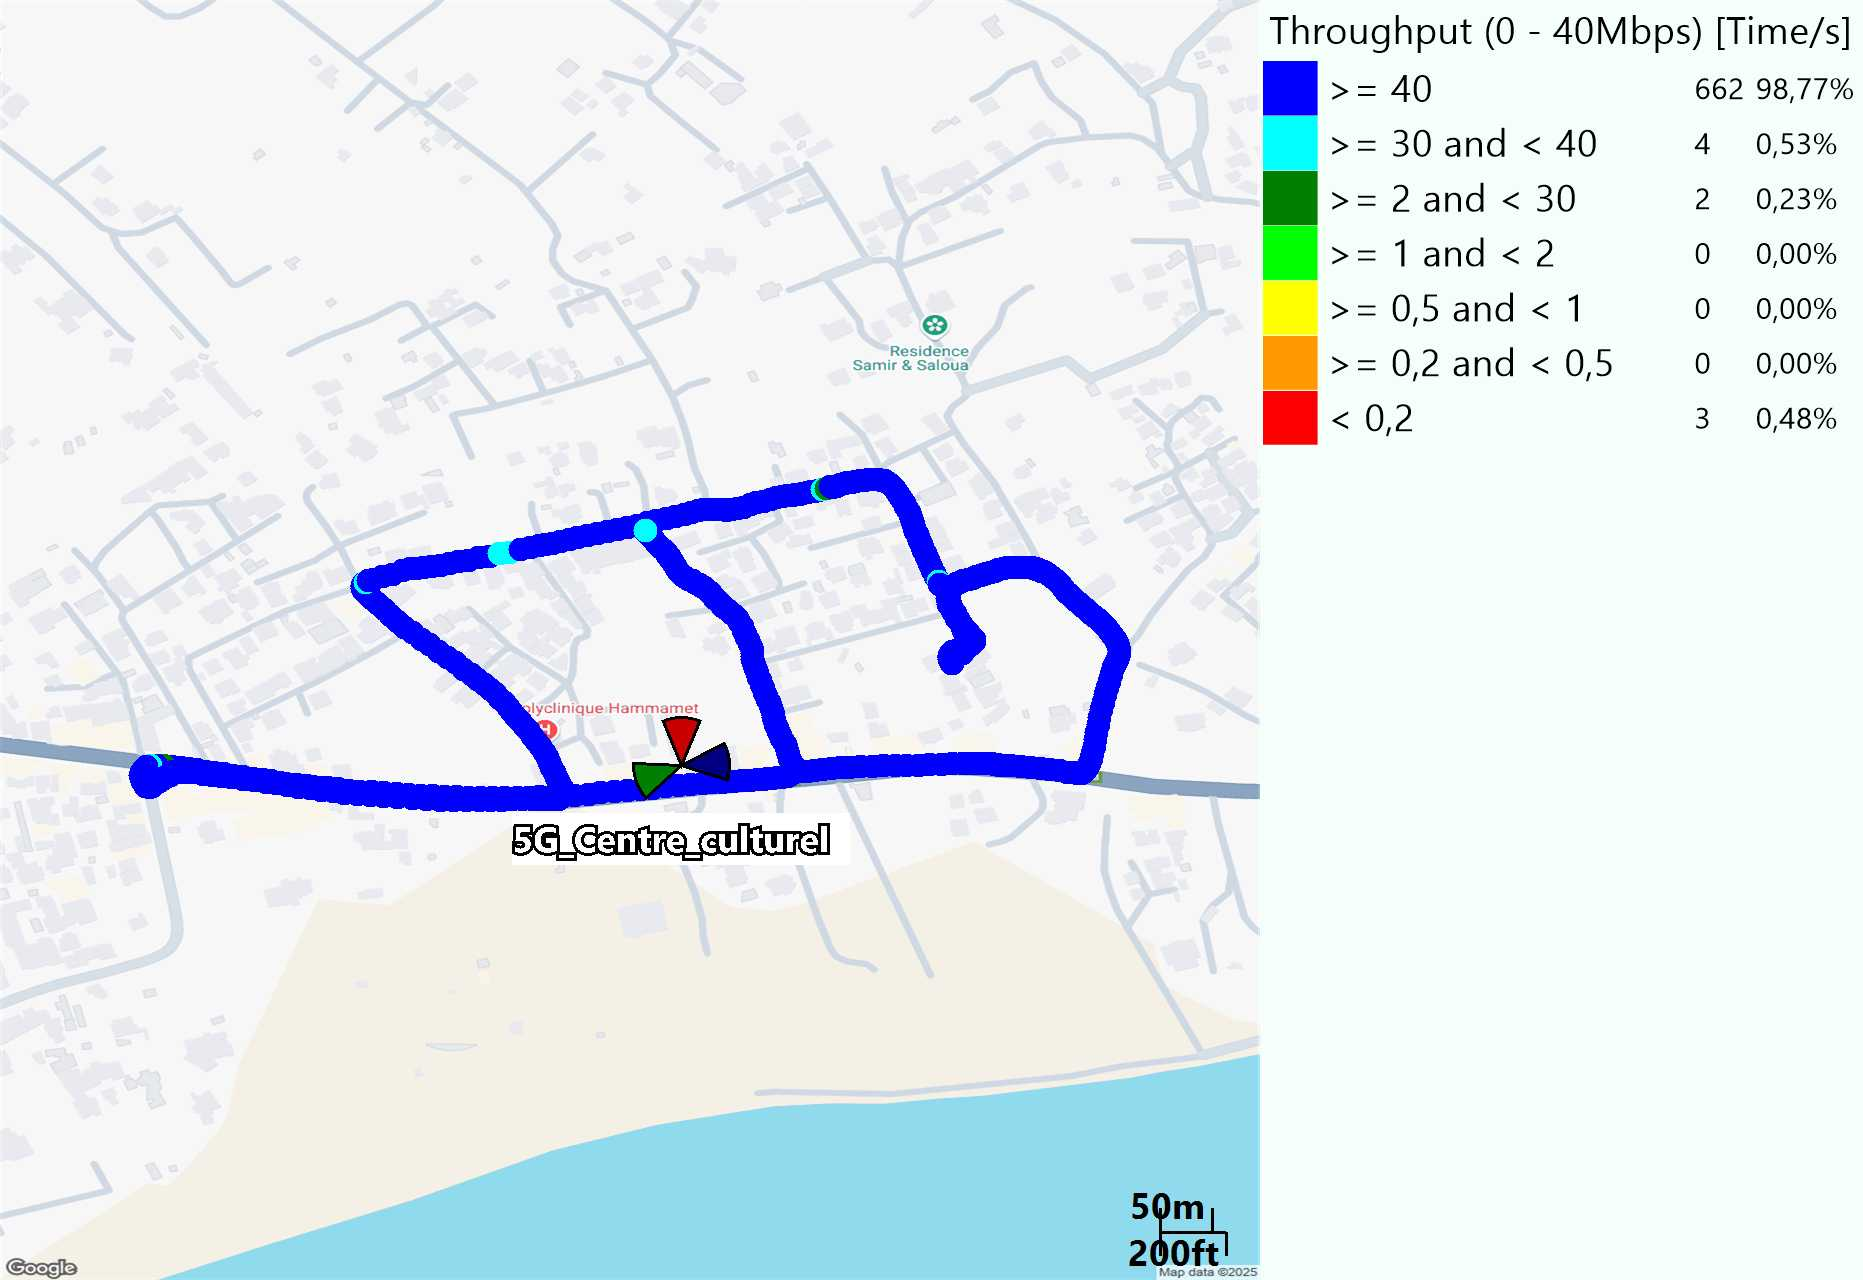 Throughput (0 - 40Mbps) [Time/s]
>= 40 662 98,77%
>= 30 and < 40 4 0,53%
>= 2 and < 30 2 0,23%
>= 1 and < 2 0 0,00%
>= 0,5 and < 1 0 0,00%
>= 0,2 and < 0,5 0 0,00%
< 0,2 3 0,48%
Residence
Samir & Saloua
olyclinique Hammamet
H
5G_Centre_culturel
50m
200ft
Google
Map data ©2025